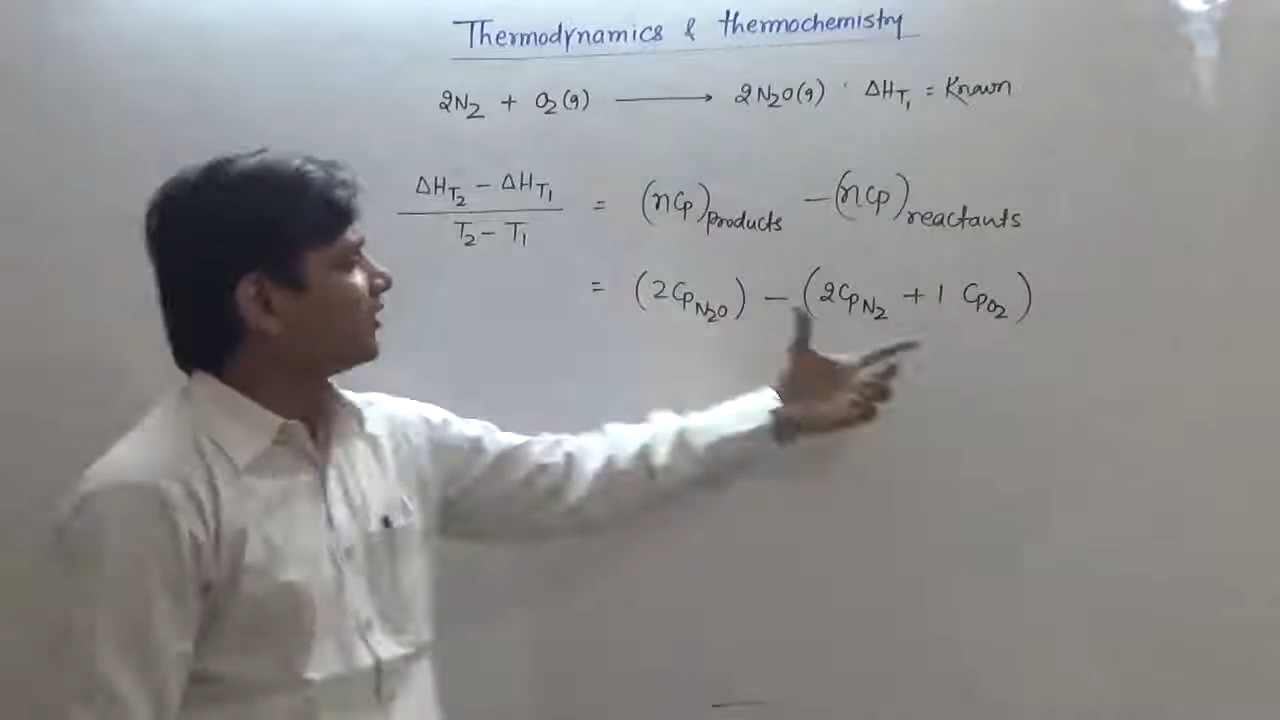 Thermodynamics & thermochemistry
2N₂ + O₂(g) ⟶ 2N₂O(g) ΔH_T₁ = Known
(ΔH_T₂ − ΔH_T₁) / (T₂ − T₁) = (nCp)products − (nCp)reactants
= (2Cp_N₂O) − (2Cp_N₂ + 1 Cp_O₂)